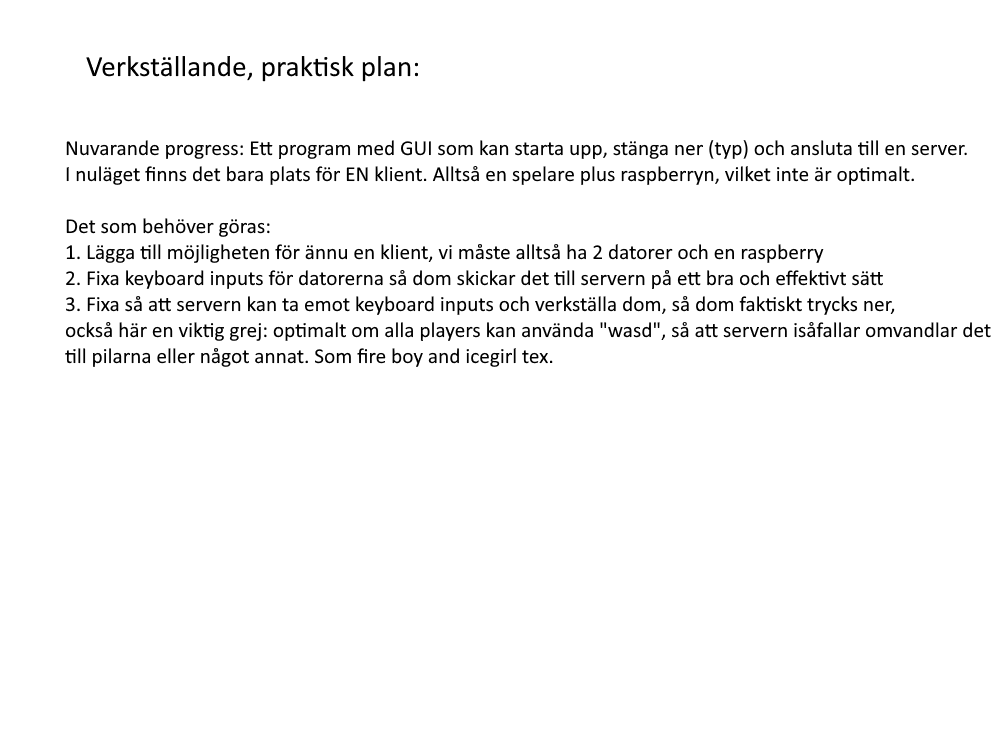 Verkställande, praktisk plan:
Nuvarande progress: Ett program med GUI som kan starta upp, stänga ner (typ) och ansluta till en server.
I nuläget finns det bara plats för EN klient. Alltså en spelare plus raspberryn, vilket inte är optimalt.
Det som behöver göras:
1. Lägga till möjligheten för ännu en klient, vi måste alltså ha 2 datorer och en raspberry
2. Fixa keyboard inputs för datorerna så dom skickar det till servern på ett bra och effektivt sätt
3. Fixa så att servern kan ta emot keyboard inputs och verkställa dom, så dom faktiskt trycks ner,
också här en viktig grej: optimalt om alla players kan använda "wasd", så att servern isåfallar omvandlar det
till pilarna eller något annat. Som fire boy and icegirl tex.